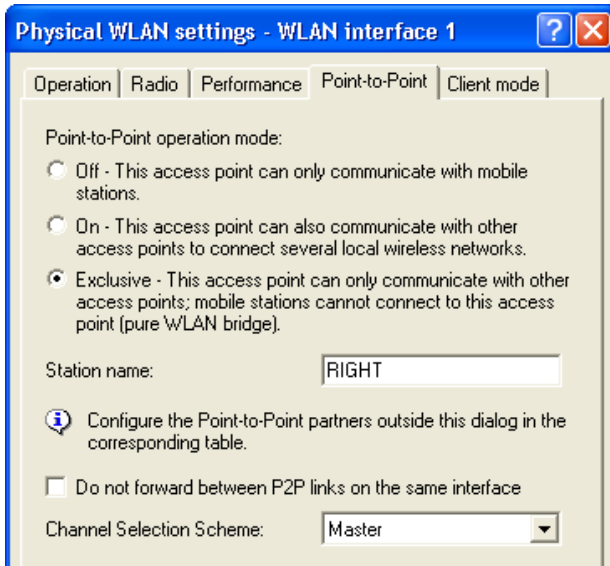 Physical WLAN settings - WLAN interface 1
Operation Radio Performance Point-to-Point Client mode
Point-to-Point operation mode:
Off - This access point can only communicate with mobile
stations.
On - This access point can also communicate with other
access points to connect several local wireless networks.
Exclusive - This access point can only communicate with other
access points; mobile stations cannot connect to this access
point (pure WLAN bridge).
Station name: RIGHT
Configure the Point-to-Point partners outside this dialog in the
corresponding table.
Do not forward between P2P links on the same interface
Channel Selection Scheme: Master